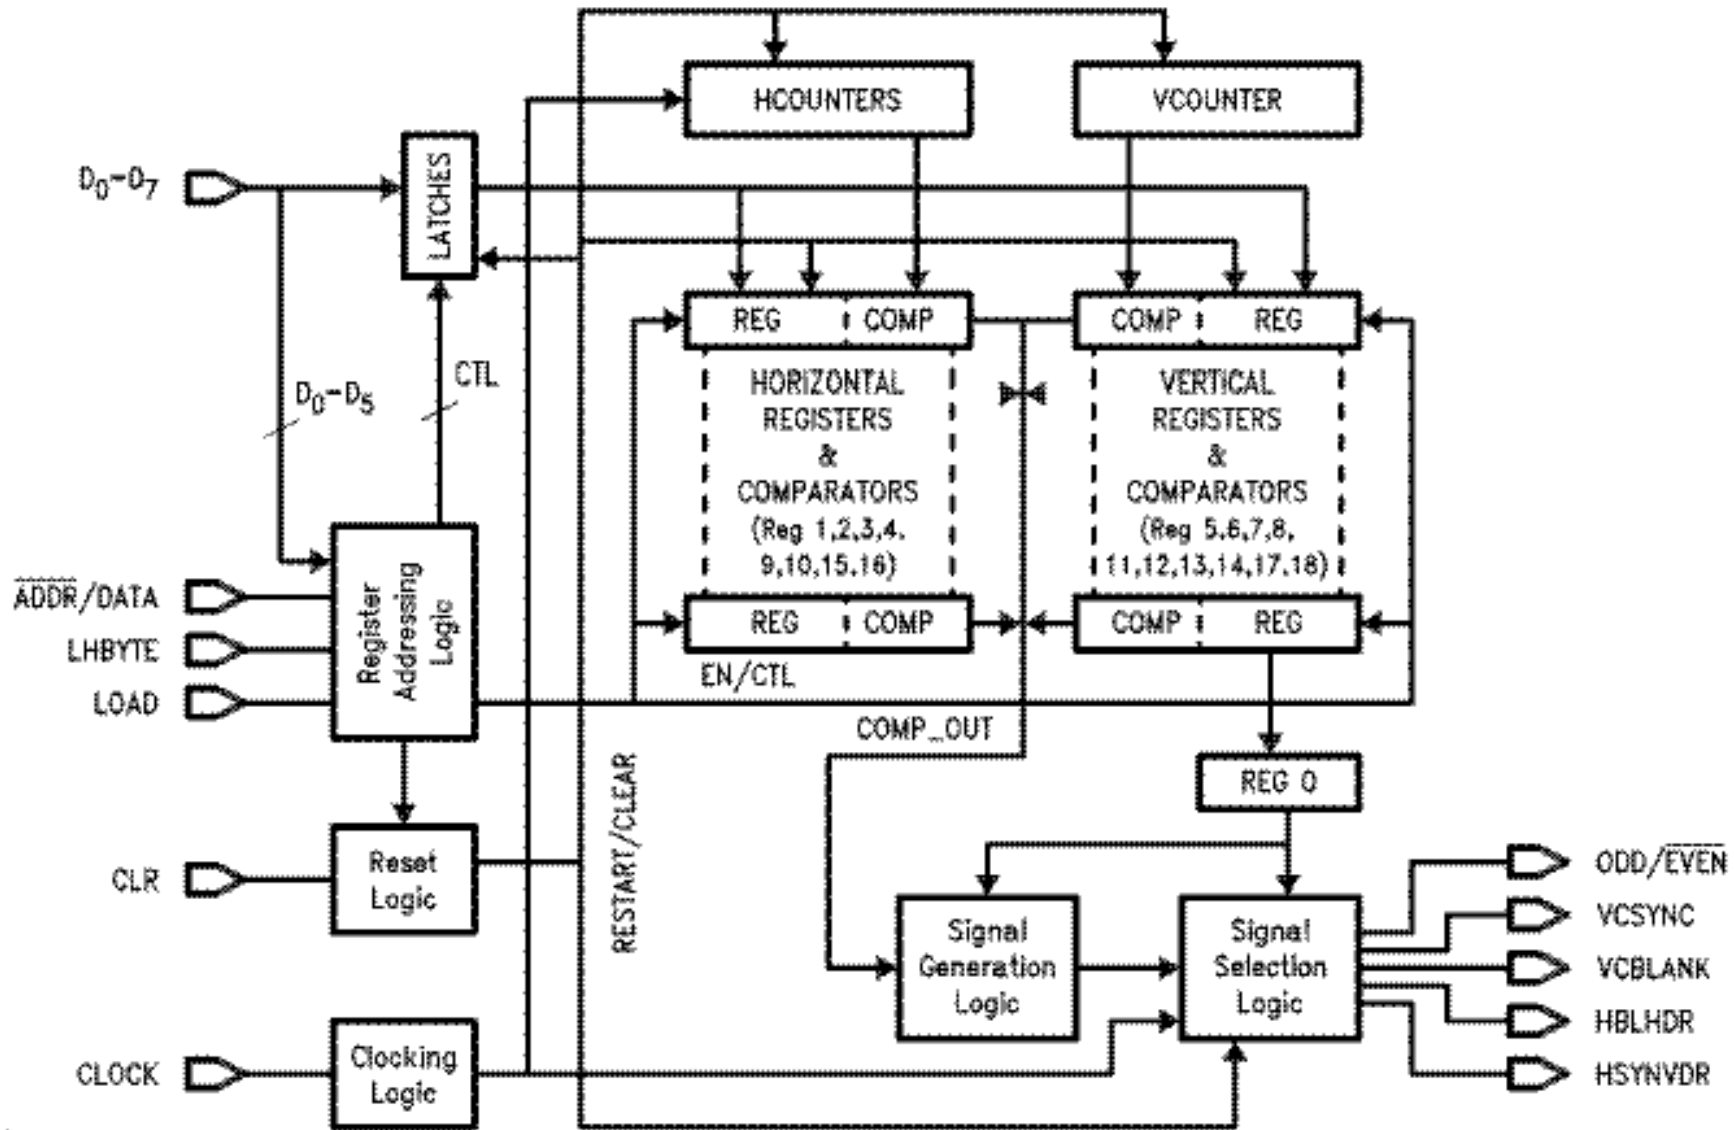 HCOUNTERS
VCOUNTER
D0-D7
LATCHES
REG
COMP
COMP
REG
CTL
D0-D5
HORIZONTAL
REGISTERS
&
COMPARATORS
(Reg 1,2,3,4,
9,10,15,16)
VERTICAL
REGISTERS
&
COMPARATORS
(Reg 5,6,7,8,
11,12,13,14,17,18)
ADDR/DATA
LHBYTE
LOAD
Register
Addressing
Logic
REG
COMP
COMP
REG
EN/CTL
COMP_OUT
RESTART/CLEAR
REG 0
CLR
Reset
Logic
Signal
Generation
Logic
Signal
Selection
Logic
ODD/EVEN
VCSYNC
VCBLANK
HBLHDR
HSYNVDR
CLOCK
Clocking
Logic